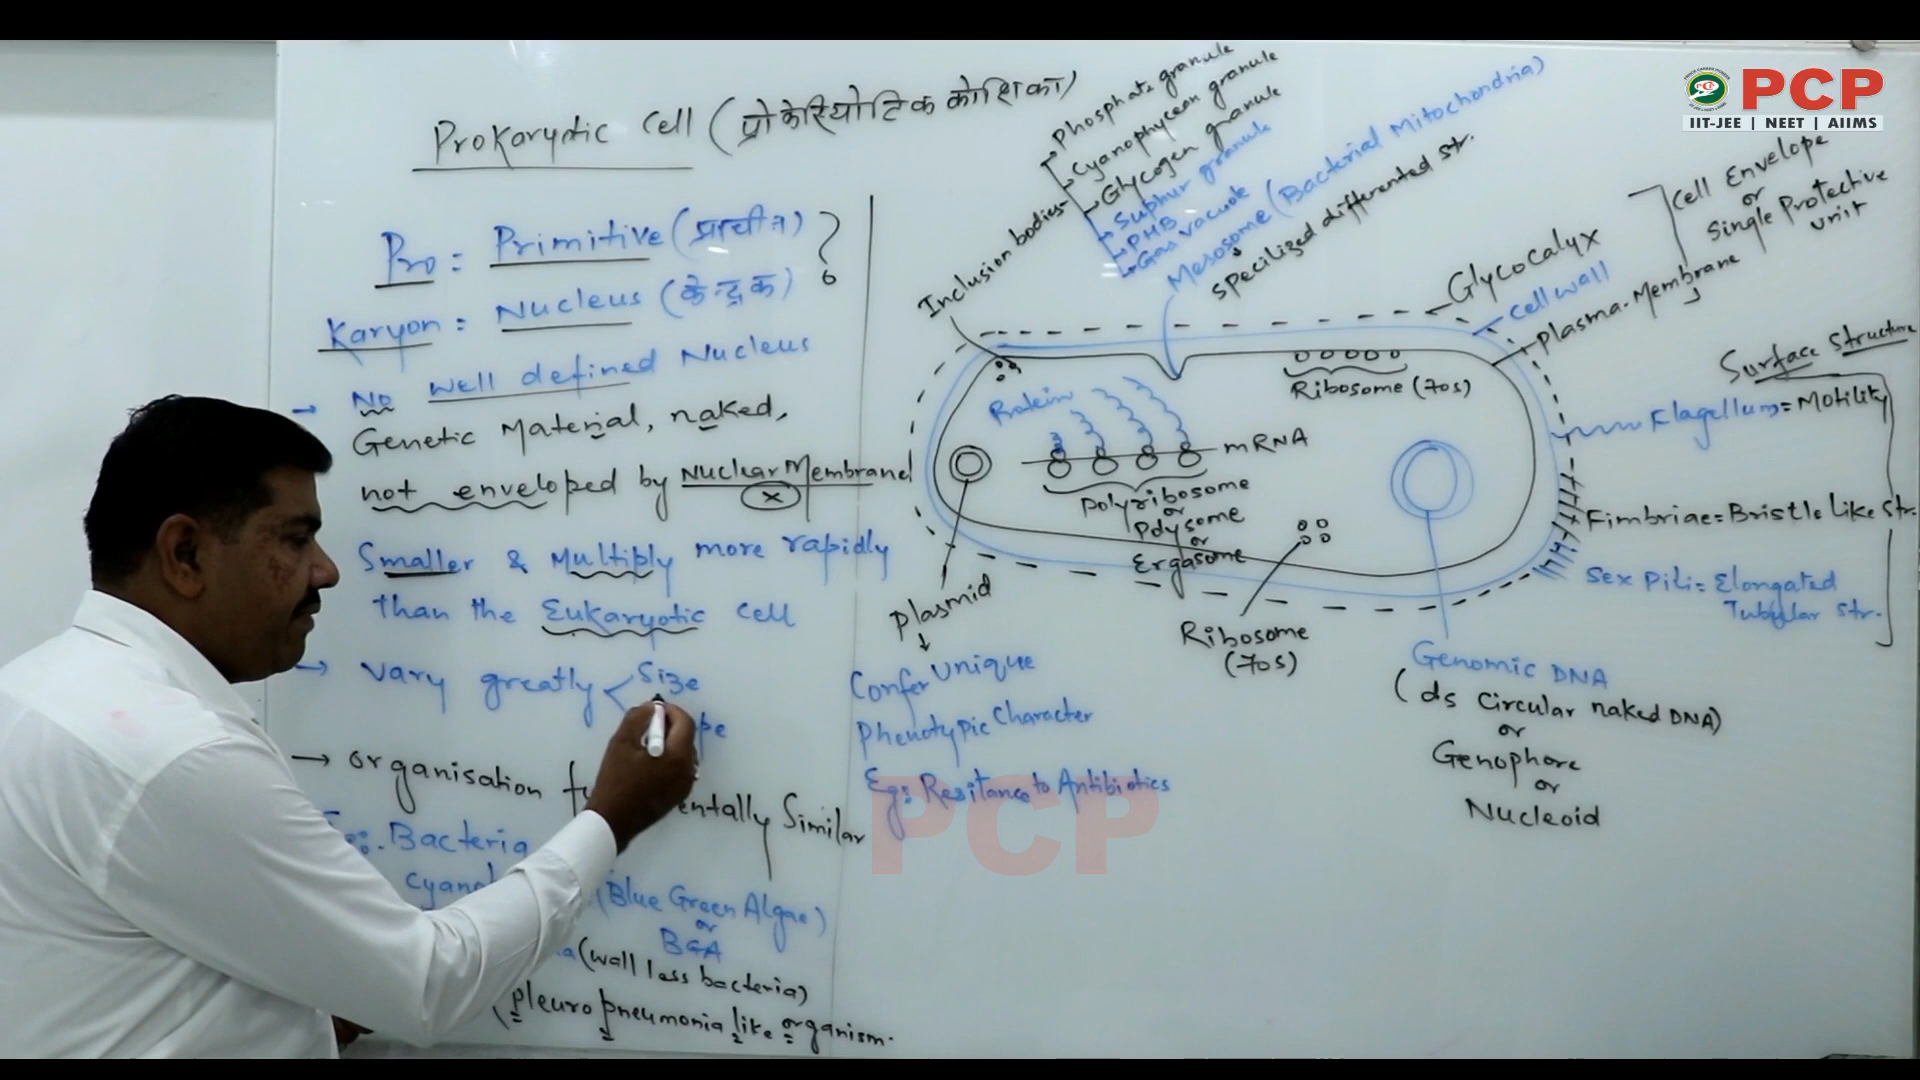 PCP
IIT-JEE | NEET | AIIMS
Prokaryotic Cell (प्रोकेरियोटिक कोशिका)
Pro = Primitive (प्राचीन)
Karyon = Nucleus (केन्द्रक)
→ No well defined Nucleus
Genetic Material, naked,
not enveloped by Nuclear Membrane
(x)
Smaller & Multiply more rapidly
than the Eukaryotic cell
→ vary greatly < Size
pe
→ organisation f entally Similar
Bacteria
(Blue Green Algae)
or
BGA
(wall less bacteria)
(pleuro pneumonia like organism.
Inclusion bodies
Phosphate granule
Cyanophycean granule
Glycogen granule
Sulphur granule
PHB
Gas vacuole
Mesosome (Bacterial Mitochondria)
specilized differented str.
Glycocalyx
Cell wall
plasma-Membrane
Cell Envelope
or
Single Protective
unit
Protein
Ribosome (70s)
mRNA
polyribosome
or
Polysome
or
Ergasome
Plasmid
↓
Confer Unique
Phenotypic Character
Eg: Resitance to Antibiotics
Ribosome
(70s)
Genomic DNA
(ds Circular naked DNA)
or
Genophore
or
Nucleoid
Surface Structure
Flagellum = Motility
Fimbriae = Bristle Like Str.
Sex Pili = Elongated
Tubular Str.
PCP